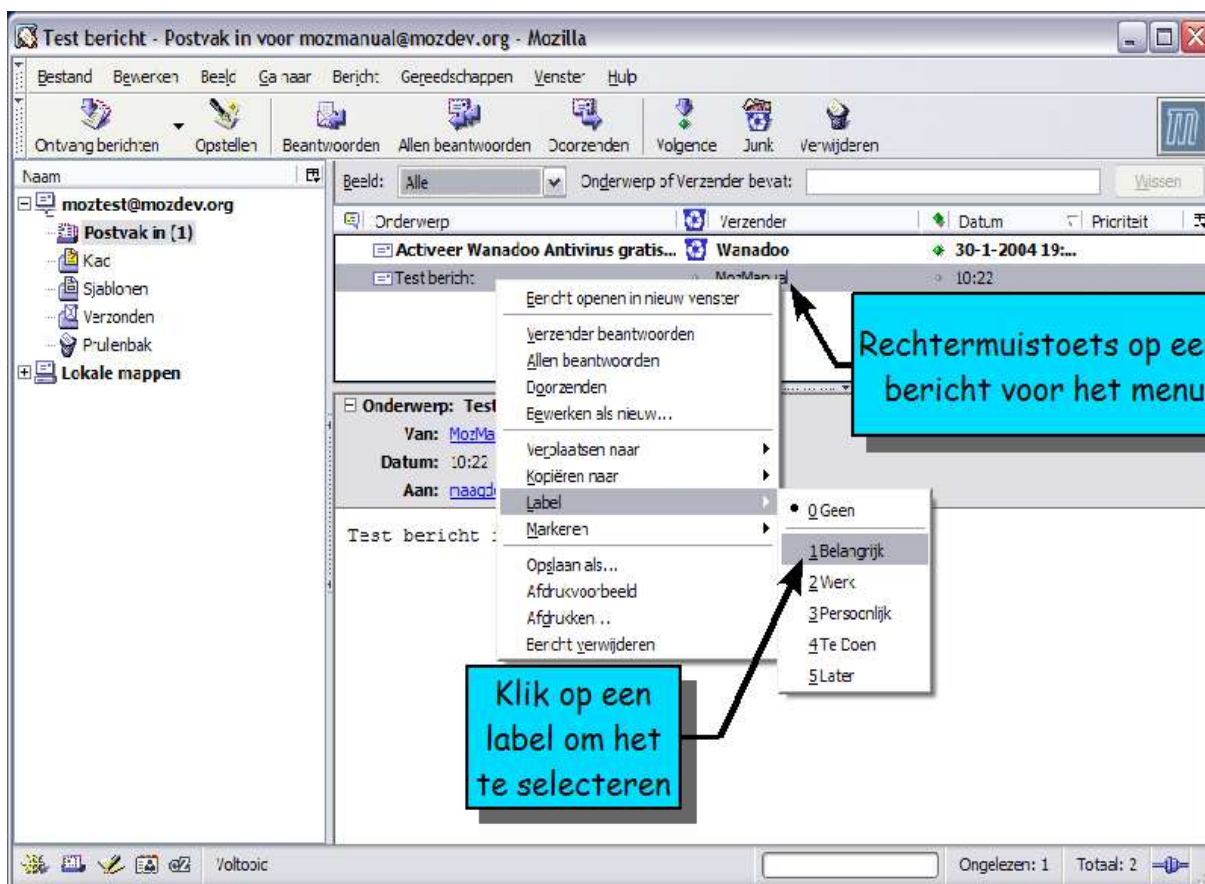 Test bericht - Postvak in voor mozmanual@mozdev.org - Mozilla
Bestand Bewerken Beeld Ga naar Bericht Gereedschappen Venster Hulp
Ontvang berichten Opstellen Beantwoorden Allen beantwoorden Doorzenden Volgende Junk Verwijderen
Naam
moztest@mozdev.org
Postvak in (1)
Klad
Sjablonen
Verzonden
Prullenbak
Lokale mappen
Beeld: Alle Onderwerp of Verzender bevat: Wissen
Onderwerp Verzender Datum Prioriteit
Activeer Wanadoo Antivirus gratis... Wanadoo 30-1-2004 19:...
Test bericht MozManual 10:22
Rechtermuistoets op ee
bericht voor het menu
Onderwerp: Test
Van: MozMa
Datum: 10:22
Aan: maagd
Test bericht
Bericht openen in nieuw venster
Verzender beantwoorden
Allen beantwoorden
Doorzenden
Bewerken als nieuw...
Verplaatsen naar
Kopiëren naar
Label
Markeren
Opslaan als...
Afdrukvoorbeeld
Afdrukken...
Bericht verwijderen
0 Geen
1 Belangrijk
2 Werk
3 Persoonlijk
4 Te Doen
5 Later
Klik op een
label om het
te selecteren
Voltooid
Ongelezen: 1 Totaal: 2